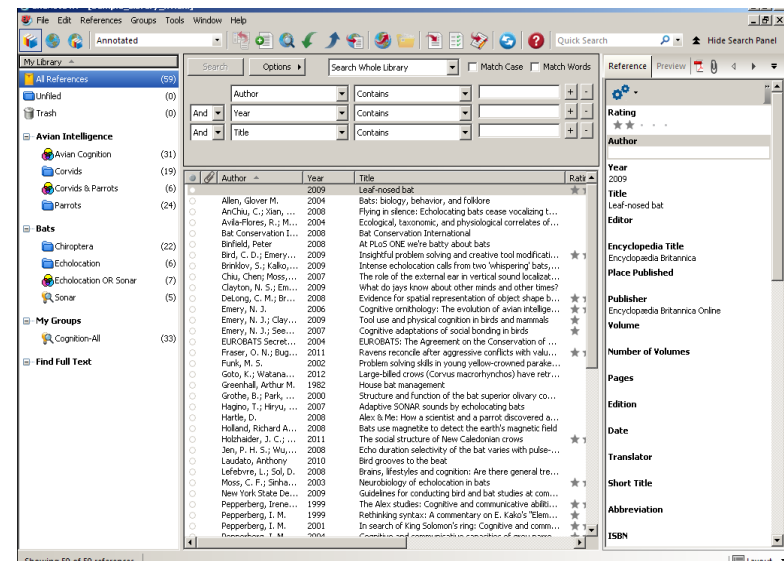 File Edit References Groups Tools Window Help
Annotated
Quick Search
Hide Search Panel
My Library
All References (59)
Unfiled (0)
Trash (0)
Avian Intelligence
Avian Cognition (31)
Corvids (19)
Corvids & Parrots (6)
Parrots (24)
Bats
Chiroptera (22)
Echolocation (6)
Echolocation OR Sonar (7)
Sonar (5)
My Groups
Cognition-All (33)
Find Full Text
Search Options Search Whole Library Match Case Match Words
Author Contains + -
And Year Contains + -
And Title Contains + -
Author Year Title
2009 Leaf-nosed bat
Allen, Glover M. 2004 Bats: biology, behavior, and folklore
AnChiu, C.; Xian, ... 2008 Flying in silence: Echolocating bats cease vocalizing t...
Avila-Flores, R.; M... 2004 Ecological, taxonomic, and physiological correlates of...
Bat Conservation I... 2008 Bat Conservation International
Binfield, Peter 2008 At PLoS ONE we're batty about bats
Bird, C. D.; Emery... 2009 Insightful problem solving and creative tool modificati...
Brinklov, S.; Kalko,... 2009 Intense echolocation calls from two 'whispering' bats,...
Chiu, Chen; Moss,... 2007 The role of the external ear in vertical sound localizat...
Clayton, N. S.; Em... 2009 What do jays know about other minds and other times?
DeLong, C. M.; Br... 2008 Evidence for spatial representation of object shape b...
Emery, N. J. 2006 Cognitive ornithology: The evolution of avian intellige...
Emery, N. J.; Clay... 2009 Tool use and physical cognition in birds and mammals
Emery, N. J.; See... 2007 Cognitive adaptations of social bonding in birds
EUROBATS Secret... 2004 EUROBATS: The Agreement on the Conservation of ...
Fraser, O. N.; Bug... 2011 Ravens reconcile after aggressive conflicts with valu...
Funk, M. S. 2002 Problem solving skills in young yellow-crowned parake...
Goto, K.; Watana... 2012 Large-billed crows (Corvus macrorhynchos) have retr...
Greenhall, Arthur M. 1982 House bat management
Grothe, B.; Park, ... 2000 Structure and function of the bat superior olivary co...
Hagino, T.; Hiryu, ... 2007 Adaptive SONAR sounds by echolocating bats
Hartle, D. 2008 Alex & Me: How a scientist and a parrot discovered a...
Holland, Richard A... 2008 Bats use magnetite to detect the earth's magnetic field
Holzhaider, J. C.; ... 2011 The social structure of New Caledonian crows
Jen, P. H. S.; Wu,... 2008 Echo duration selectivity of the bat varies with pulse-...
Laudato, Anthony 2010 Bird grooves to the beat
Lefebvre, L.; Sol, D. 2008 Brains, lifestyles and cognition: Are there general tre...
Moss, C. F.; Sinha... 2003 Neurobiology of echolocation in bats
New York State De... 2009 Guidelines for conducting bird and bat studies at com...
Pepperberg, Irene... 1999 The Alex studies: Cognitive and communicative abiliti...
Pepperberg, I. M. 1999 Rethinking syntax: A commentary on E. Kako's "Elem...
Pepperberg, I. M. 2001 In search of King Solomon's ring: Cognitive and comm...
Pepperberg, I. M. 2004 Cognitive and communicative capacities of grey parro...
Reference Preview
Rating
Author
Year
2009
Title
Leaf-nosed bat
Editor
Encyclopedia Title
Encyclopædia Britannica
Place Published
Publisher
Encyclopædia Britannica Online
Volume
Number of Volumes
Pages
Edition
Date
Translator
Short Title
Abbreviation
ISBN
Showing 59 of 59 references.
Layout